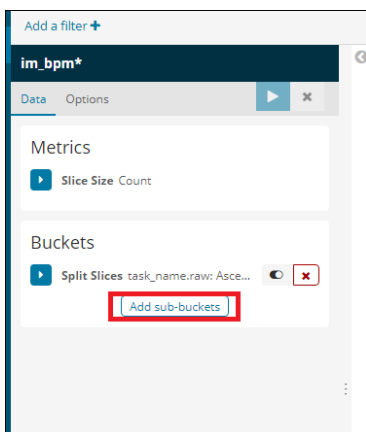 Add a filter +
im_bpm*
Data Options
Metrics
Slice Size Count
Buckets
Split Slices task_name.raw: Asce...
Add sub-buckets